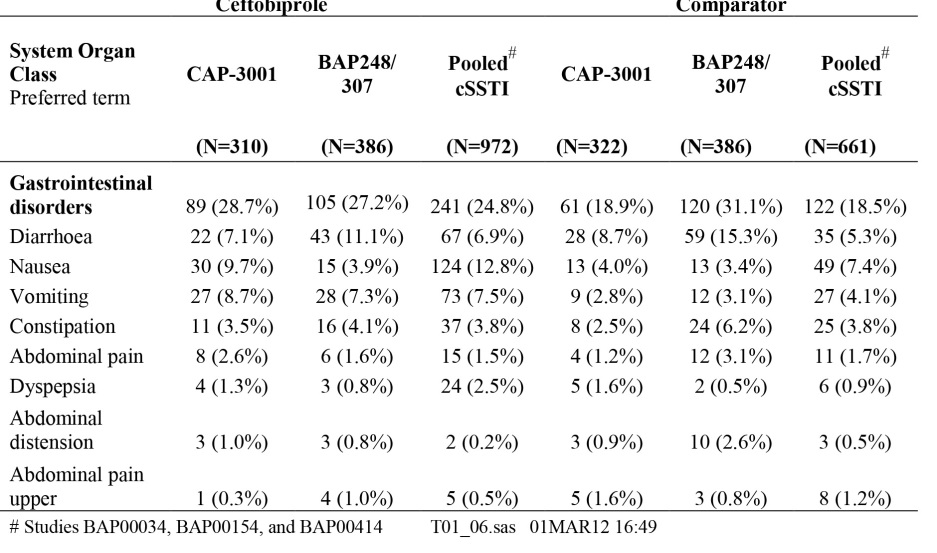 Ceftobiprole Comparator
System Organ Class Preferred term CAP-3001 BAP248/307 Pooled# cSSTI CAP-3001 BAP248/307 Pooled# cSSTI
(N=310) (N=386) (N=972) (N=322) (N=386) (N=661)
Gastrointestinal disorders 89 (28.7%) 105 (27.2%) 241 (24.8%) 61 (18.9%) 120 (31.1%) 122 (18.5%)
Diarrhoea 22 (7.1%) 43 (11.1%) 67 (6.9%) 28 (8.7%) 59 (15.3%) 35 (5.3%)
Nausea 30 (9.7%) 15 (3.9%) 124 (12.8%) 13 (4.0%) 13 (3.4%) 49 (7.4%)
Vomiting 27 (8.7%) 28 (7.3%) 73 (7.5%) 9 (2.8%) 12 (3.1%) 27 (4.1%)
Constipation 11 (3.5%) 16 (4.1%) 37 (3.8%) 8 (2.5%) 24 (6.2%) 25 (3.8%)
Abdominal pain 8 (2.6%) 6 (1.6%) 15 (1.5%) 4 (1.2%) 12 (3.1%) 11 (1.7%)
Dyspepsia 4 (1.3%) 3 (0.8%) 24 (2.5%) 5 (1.6%) 2 (0.5%) 6 (0.9%)
Abdominal distension 3 (1.0%) 3 (0.8%) 2 (0.2%) 3 (0.9%) 10 (2.6%) 3 (0.5%)
Abdominal pain upper 1 (0.3%) 4 (1.0%) 5 (0.5%) 5 (1.6%) 3 (0.8%) 8 (1.2%)
# Studies BAP00034, BAP00154, and BAP00414 T01_06.sas 01MAR12 16:49